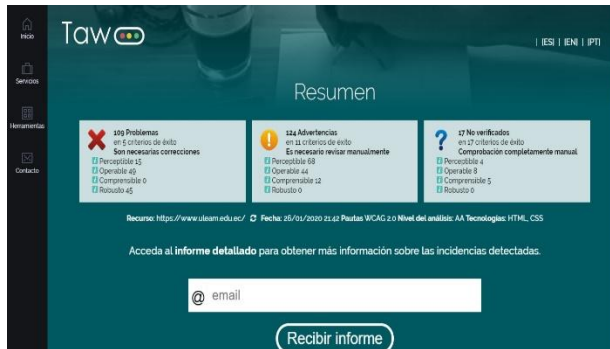 Taw
| [ES] | [EN] | [PT]
Inicio
Servicios
Herramientas
Contacto
Resumen
109 Problemas
en 5 criterios de éxito
Son necesarias correcciones
Perceptible 15
Operable 49
Comprensible 0
Robusto 45
124 Advertencias
en 11 criterios de éxito
Es necesario revisar manualmente
Perceptible 68
Operable 44
Comprensible 12
Robusto 0
17 No verificados
en 17 criterios de éxito
Comprobación completamente manual
Perceptible 4
Operable 8
Comprensible 5
Robusto 0
Recurso: https://www.uleam.edu.ec/ Fecha: 26/01/2020 21:42 Pautas WCAG 2.0 Nivel del análisis: AA Tecnologías: HTML, CSS
Acceda al informe detallado para obtener más información sobre las incidencias detectadas.
@ email
Recibir informe